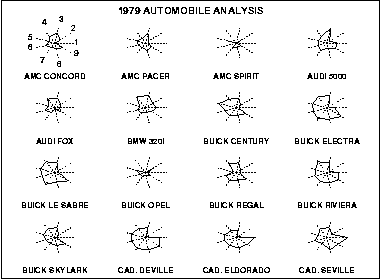 1979 AUTOMOBILE ANALYSIS
4 3 2
5 1
6 9
7 8
AMC CONCORD AMC PACER AMC SPIRIT AUDI 5000
AUDI FOX BMW 320I BUICK CENTURY BUICK ELECTRA
BUICK LE SABRE BUICK OPEL BUICK REGAL BUICK RIVIERA
BUICK SKYLARK CAD. DEVILLE CAD. ELDORADO CAD. SEVILLE